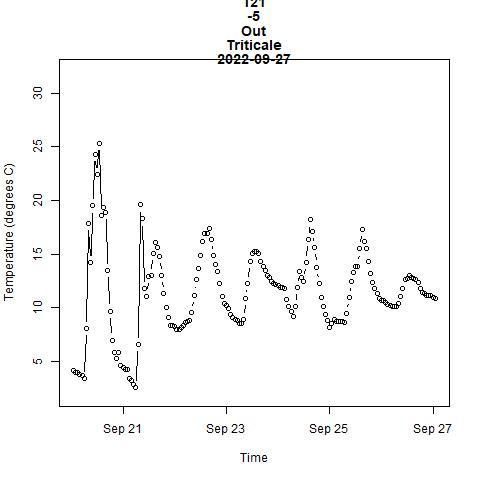 121
-5
Out
Triticale
2022-09-27
Temperature (degrees C)
30
25
20
15
10
5
Sep 21
Sep 23
Sep 25
Sep 27
Time